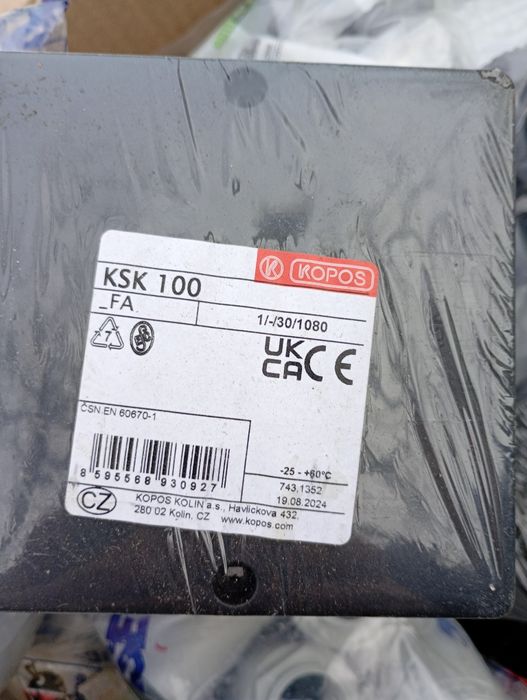 KOPOS
KSK 100
_FA
1/-/30/1080
UK
CA CE
7
ČSN EN 60670-1
-25 - +60°C
8 595568 930927
743,1352
19.08.2024
CZ
KOPOS KOLÍN a.s., Havlíčkova 432,
280 02 Kolín, CZ www.kopos.com